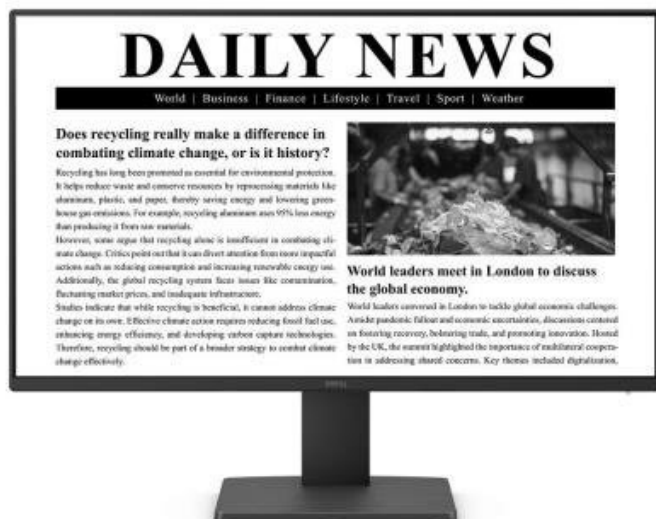 DAILY NEWS
World | Business | Finance | Lifestyle | Travel | Sport | Weather
Does recycling really make a difference in
combating climate change, or is it history?
Recycling has long been promoted as essential for environmental protection.
It helps reduce waste and conserve resources by reprocessing materials like
aluminum, plastic, and paper, thereby saving energy and lowering green-
house gas emissions. For example, recycling aluminum uses 95% less energy
than producing it from raw materials.
However, some argue that recycling alone is insufficient in combating cli-
mate change. Critics point out that it can divert attention from more impactful
actions such as reducing consumption and increasing renewable energy use.
Additionally, the global recycling system faces issues like contamination,
fluctuating market prices, and inadequate infrastructure.
Studies indicate that while recycling is beneficial, it cannot address climate
change on its own. Effective climate action requires reducing fossil fuel use,
enhancing energy efficiency, and developing carbon capture technologies.
Therefore, recycling should be part of a broader strategy to combat climate
change effectively.
World leaders meet in London to discuss
the global economy.
World leaders convened in London to tackle global economic challenges.
Amidst pandemic fallout and economic uncertainties, discussions centered
on fostering recovery, bolstering trade, and promoting innovation. Hosted
by the UK, the summit highlighted the importance of multilateral coopera-
tion in addressing shared concerns. Key themes included digitalization,